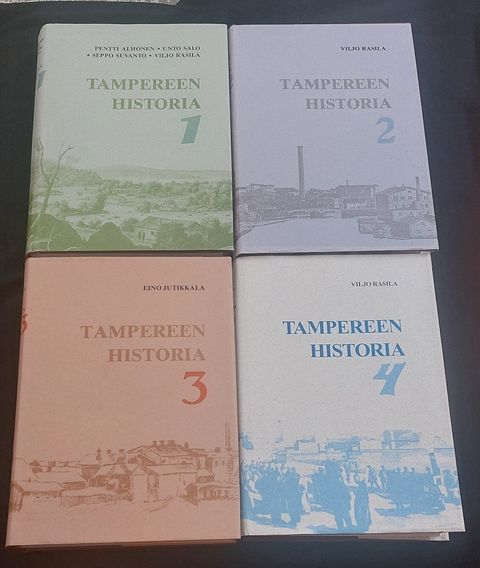 PENTTI ALHONEN • UNTO SALO
• SEPPO SUVANTO • VILJO RASILA
TAMPEREEN
HISTORIA
1
VILJO RASILA
TAMPEREEN
HISTORIA
2
EINO JUTIKKALA
TAMPEREEN
HISTORIA
3
VILJO RASILA
TAMPEREEN
HISTORIA
4